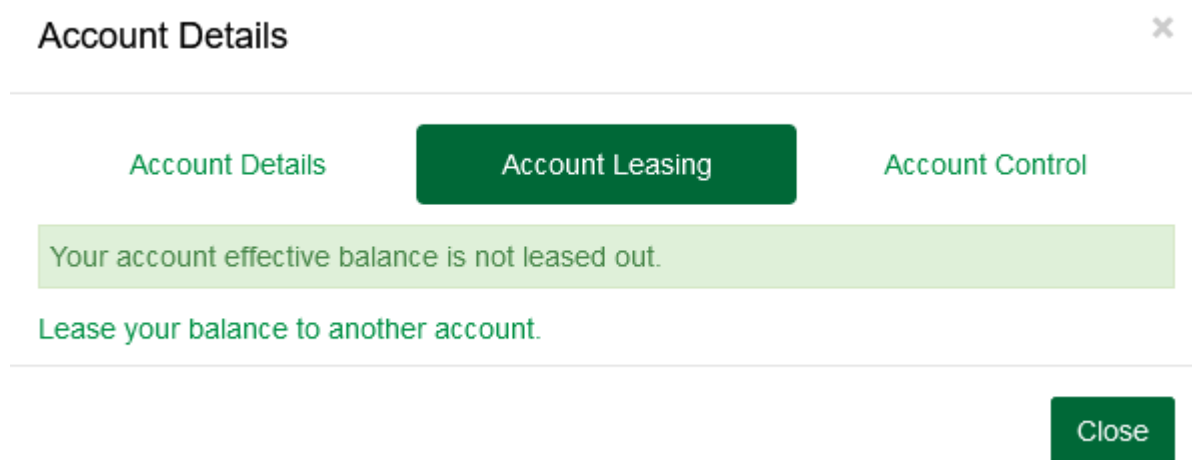 Account Details
×
Account Details Account Leasing Account Control
Your account effective balance is not leased out.
Lease your balance to another account.
Close